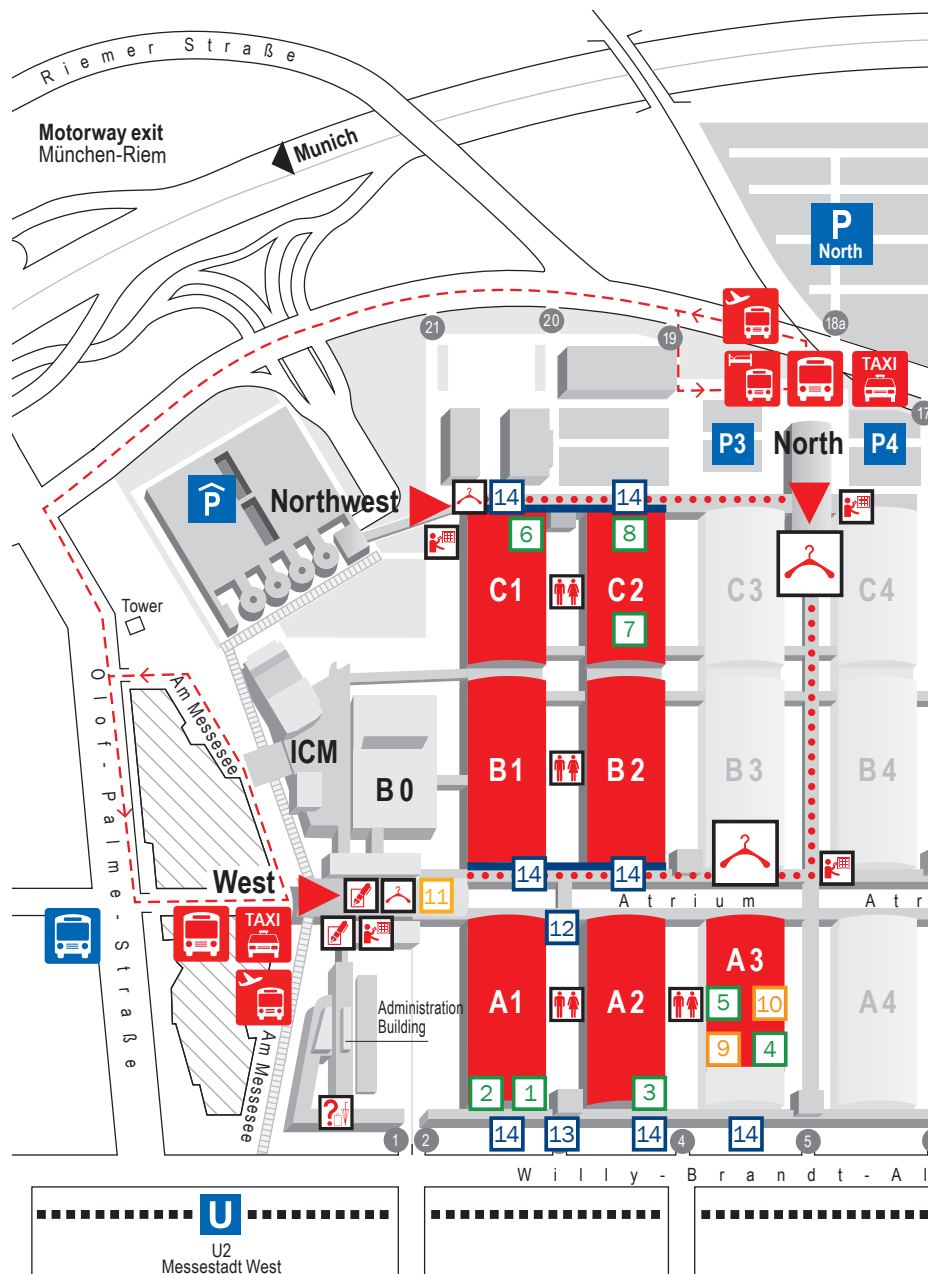 Riemer Straße
Motorway exit
München-Riem
Munich
P
North
21
20
19
18a
17
TAXI
P3
North
P4
P
Northwest
14
14
6
8
C1
C2
C3
C4
7
Tower
Olof-Palme-Straße
Am Messesee
ICM
B0
B1
B2
B3
B4
West
11
14
14
Atrium
Atr
12
TAXI
A1
A2
A3
A4
5
10
9
4
Administration
Building
Am Messesee
2
1
3
?
1
2
14
13
14
4
14
5
Willy-Brandt-Al
U
U2
Messestadt West